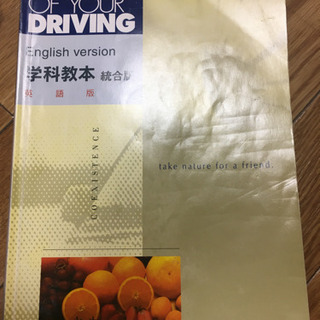 OF YOUR
DRIVING
English version
学科教本 統合版
英語版
COEXISTENCE
take nature for a friend.